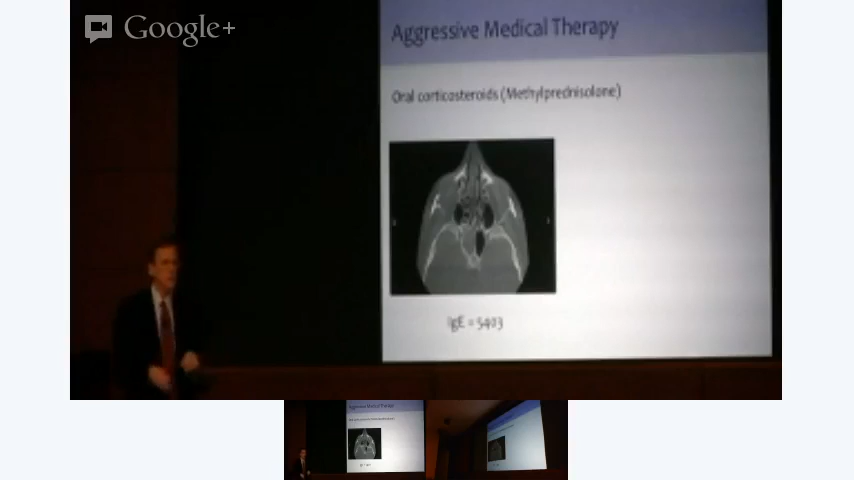 Google+
Aggressive Medical Therapy
Oral corticosteroids (Methylprednisolone)
IgE = 5403